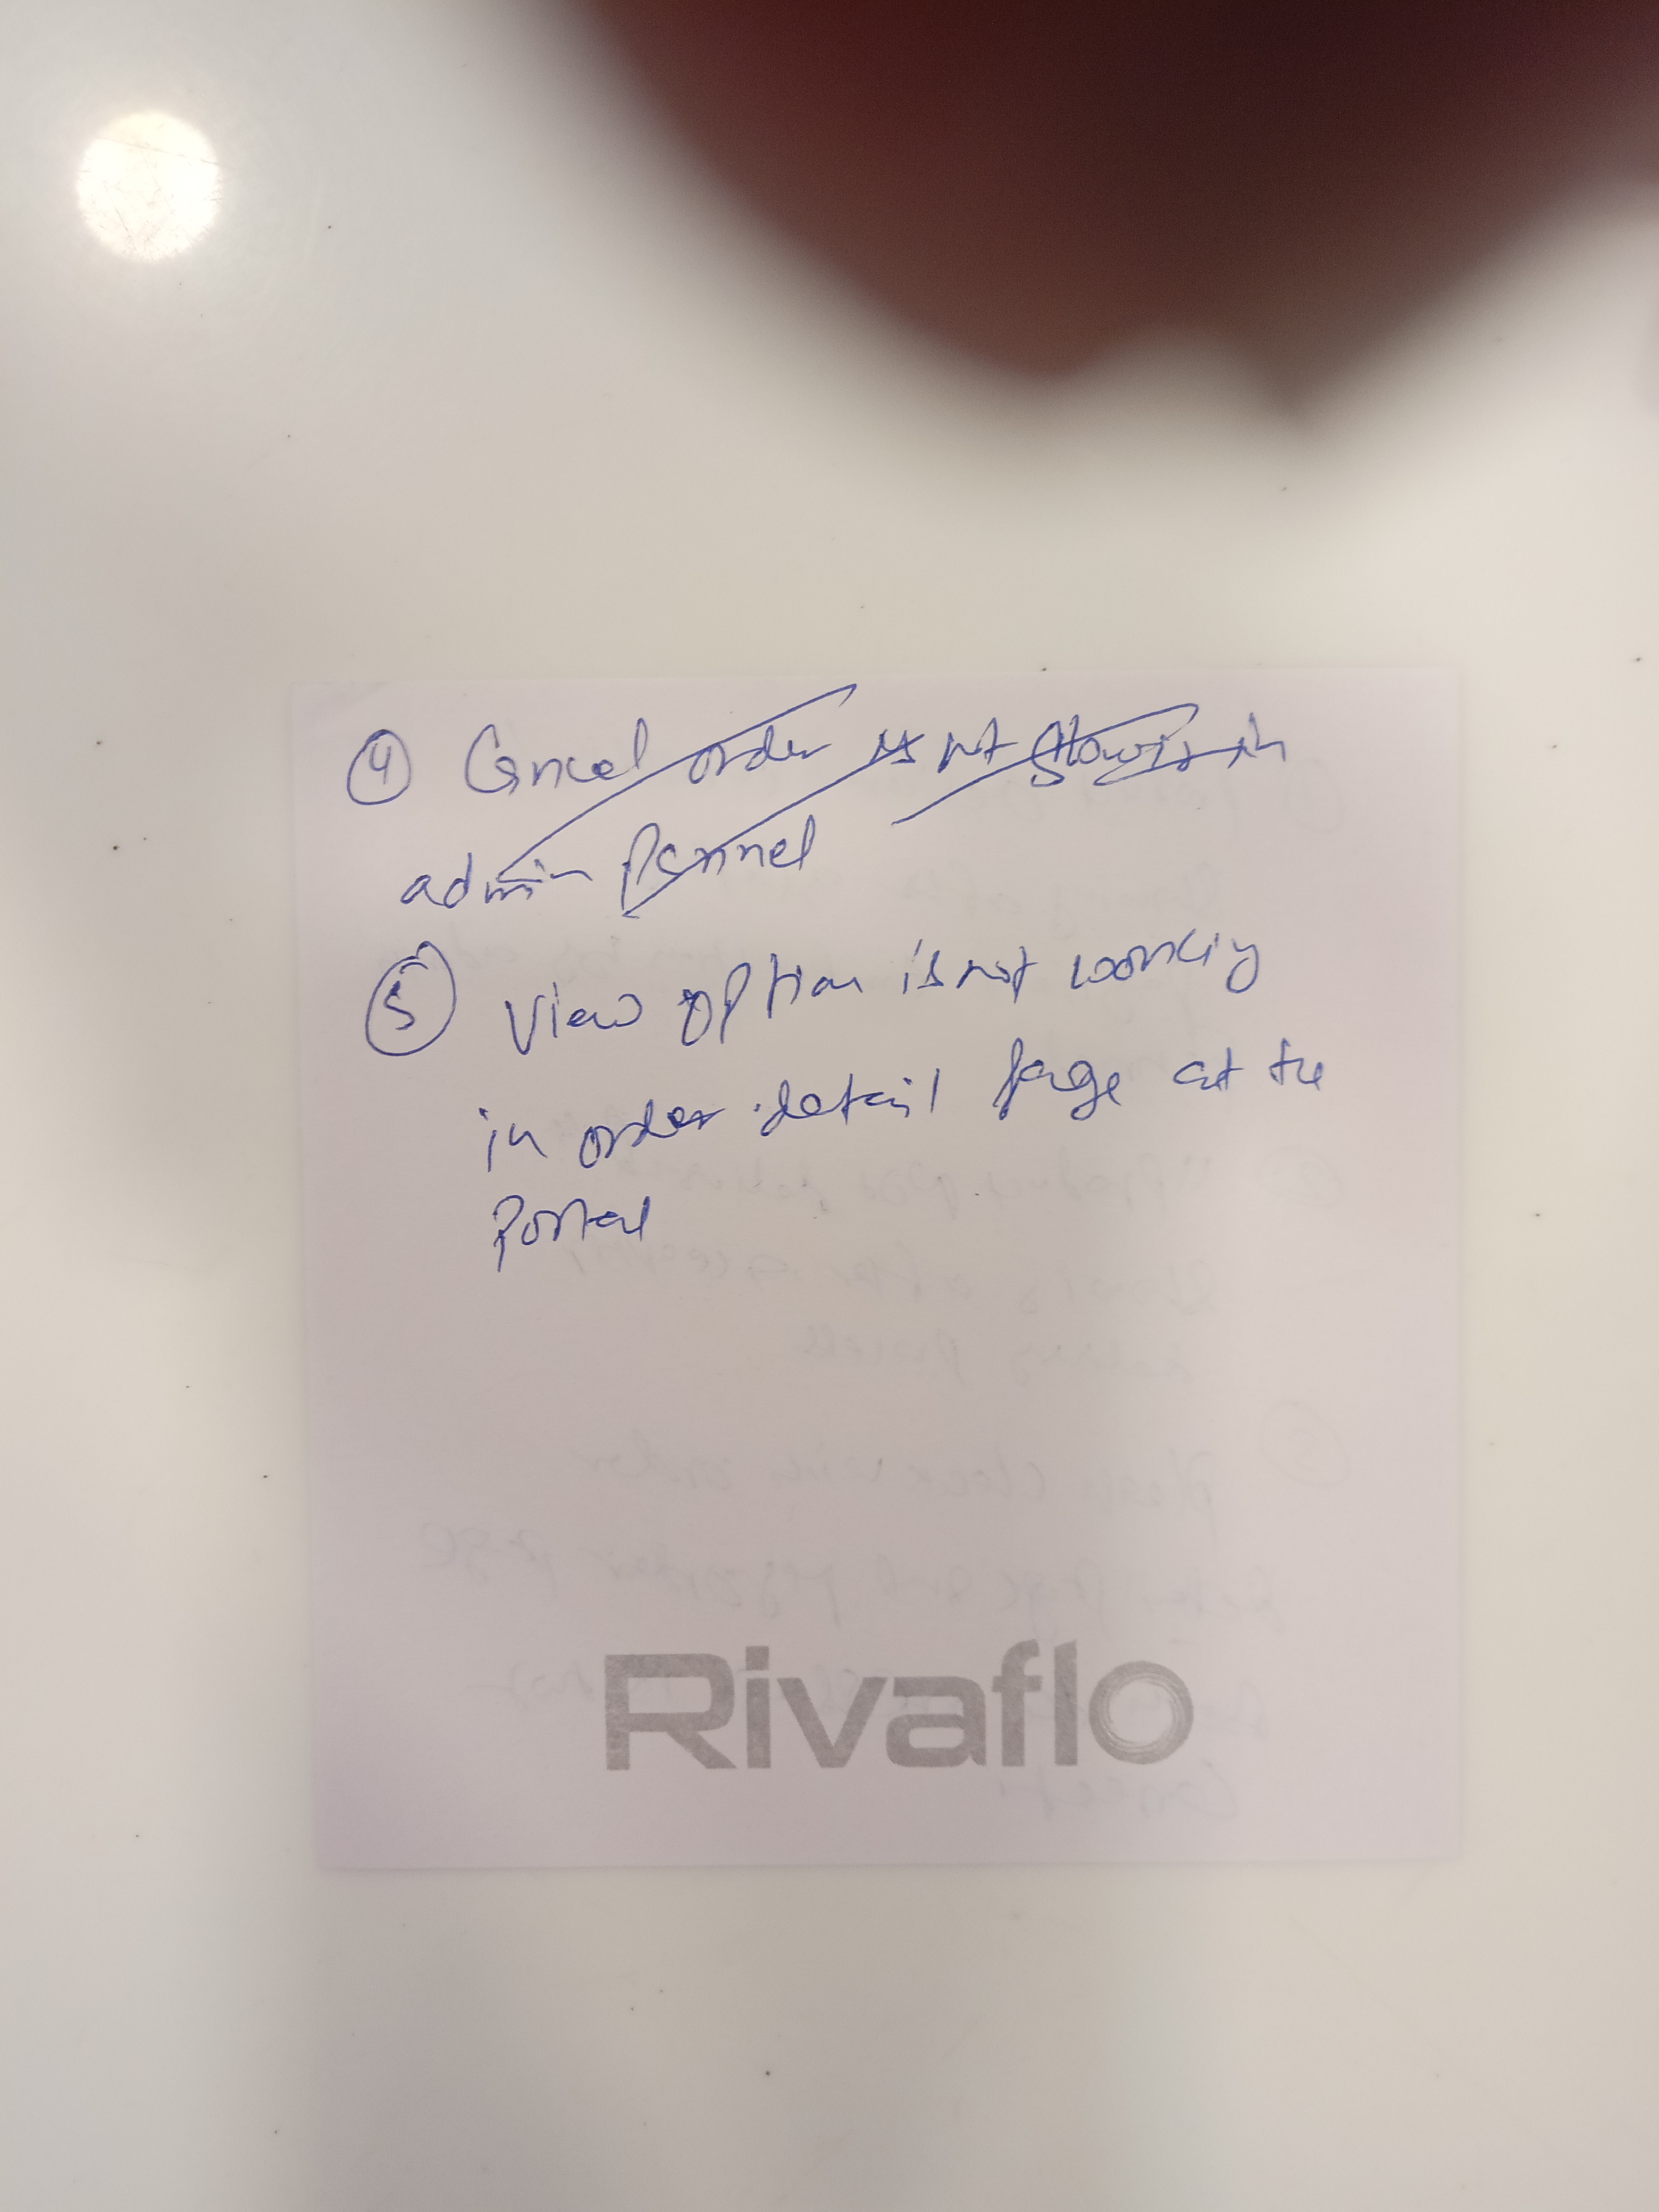 4 Cancel order is not showing in
admin Pannel
5 View option is not working
in order detail page at the
Portal
Rivaflo